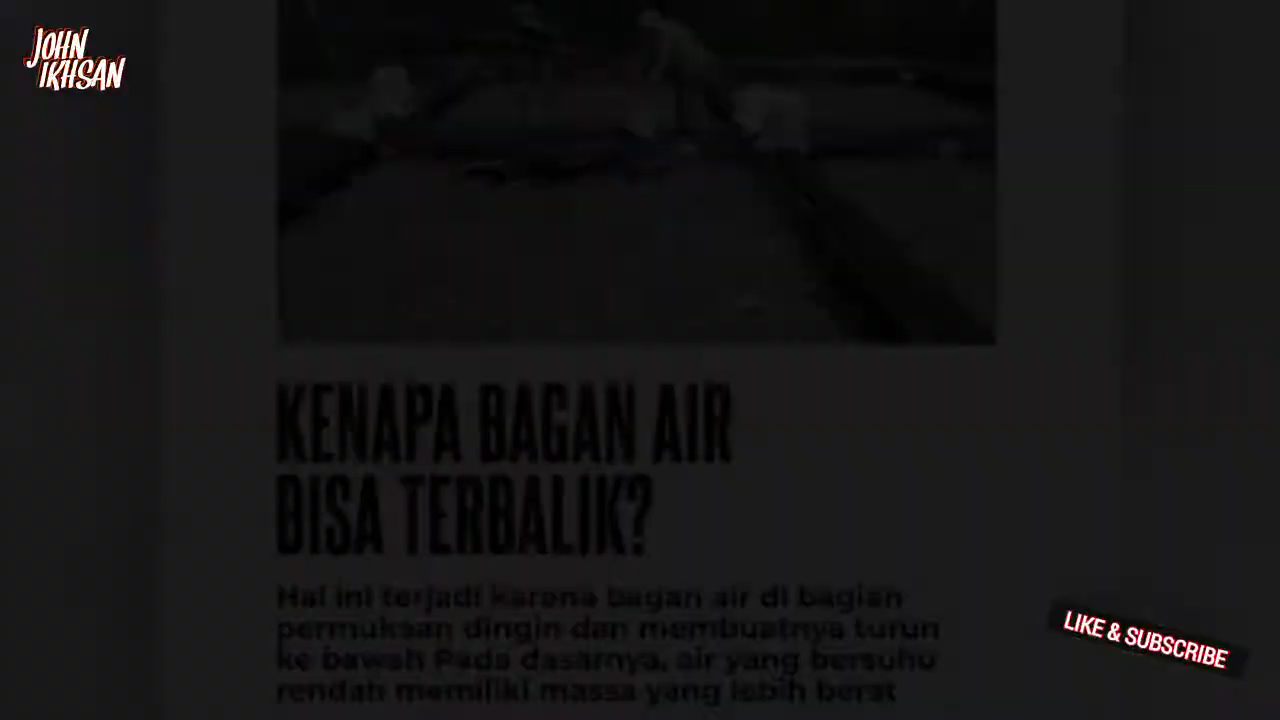 JOHN
IKHSAN
KENAPA BAGAN AIR
BISA TERBALIK?
Hal ini terjadi karena bagan air di bagian
permuksan dingin dan membuatnya turun
ke bawah Pada dasarnya, air yang bersuhu
rendah memiliki massa yang lebih berat
LIKE & SUBSCRIBE